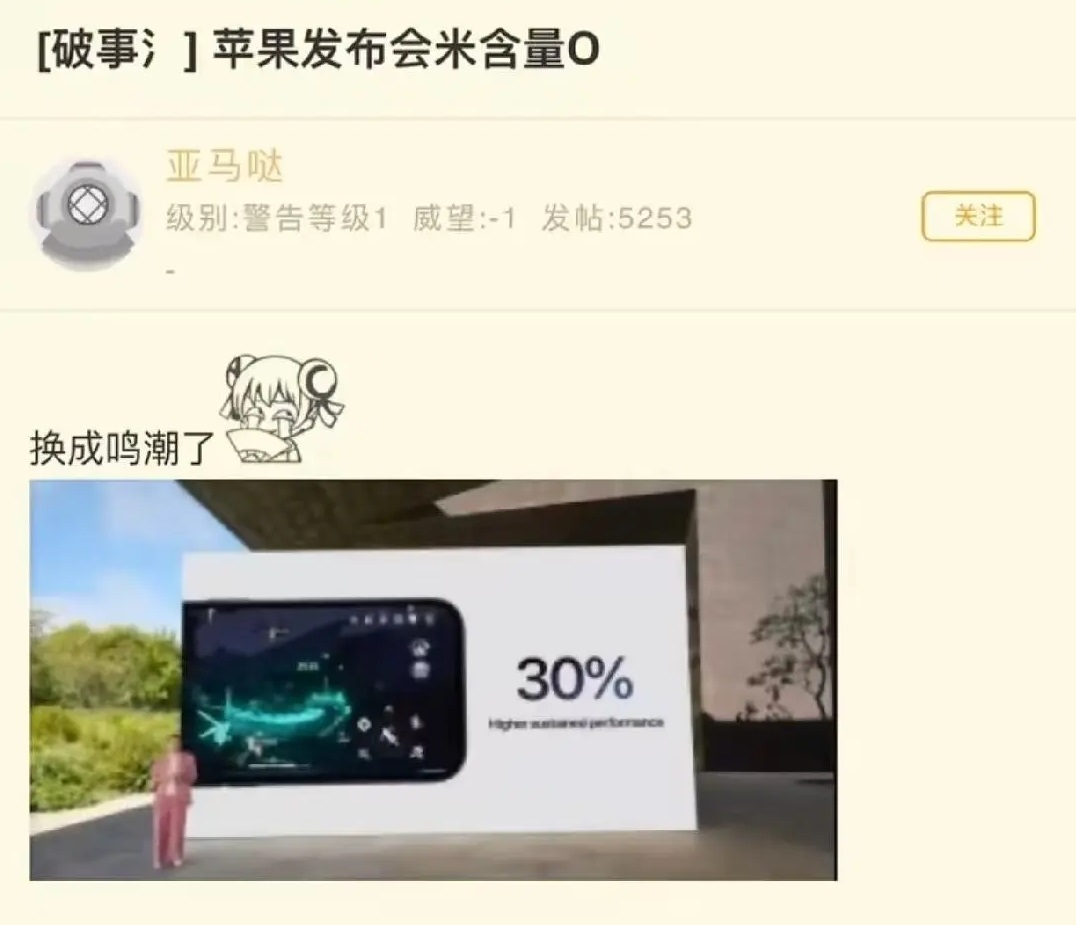 [破事氵] 苹果发布会米含量0
亚马哒
级别:警告等级1 威望:-1 发帖:5253
关注
-
换成鸣潮了
30%
Higher sustained performance